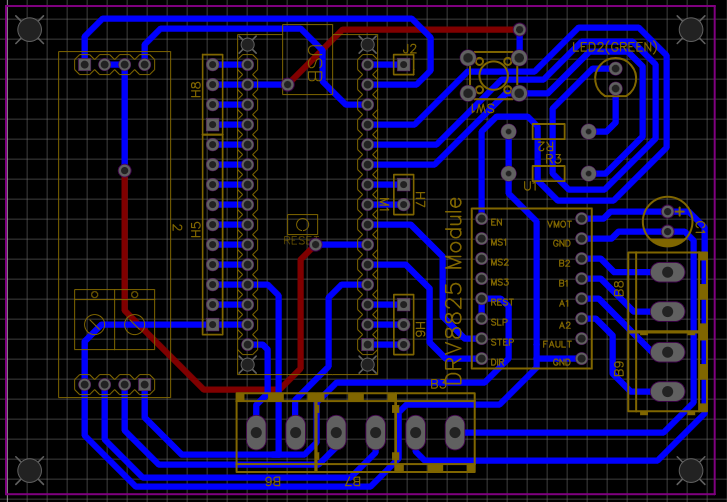 J2
LED2(GREEN)
USB
H8
SW1
R2
R3
U1
H7
M1
2
H5
RESET
C1
DRV8825 Module
EN
MS1
MS2
MS3
REST
SLP
STEP
DIR
VMOT
GND
B2
B1
A1
A2
FAULT
GND
B8
B9
H6
B3
B6
B7